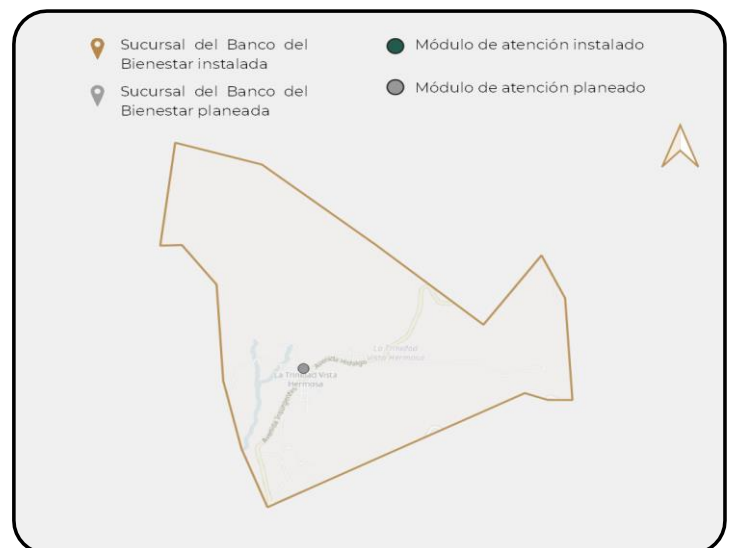 Sucursal del Banco del
Bienestar instalada
Sucursal del Banco del
Bienestar planeada
Módulo de atención instalado
Módulo de atención planeado
La Trinidad
Vista Hermosa
Avenida Hidalgo
La Trinidad Vista
Hermosa
Avenida Insurgentes